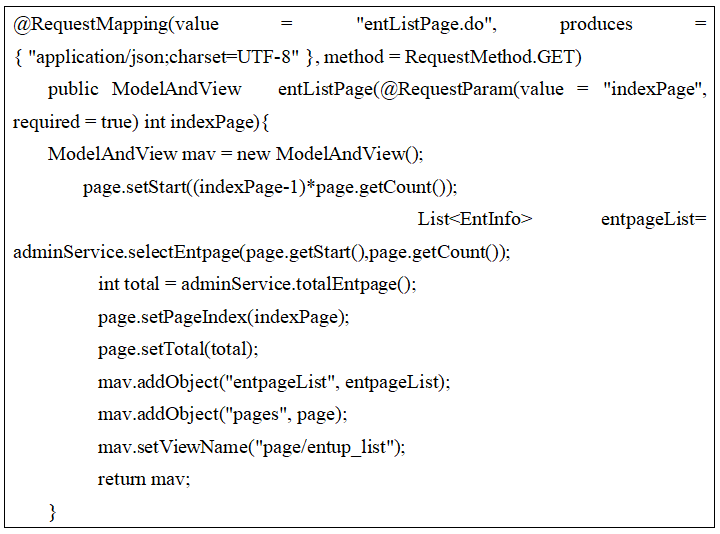 @RequestMapping(value = "entListPage.do", produces =
{ "application/json;charset=UTF-8" }, method = RequestMethod.GET)
public ModelAndView entListPage(@RequestParam(value = "indexPage",
required = true) int indexPage){
ModelAndView mav = new ModelAndView();
page.setStart((indexPage-1)*page.getCount());
List<EntInfo> entpageList=
adminService.selectEntpage(page.getStart(),page.getCount());
int total = adminService.totalEntpage();
page.setPageIndex(indexPage);
page.setTotal(total);
mav.addObject("entpageList", entpageList);
mav.addObject("pages", page);
mav.setViewName("page/entup_list");
return mav;
}